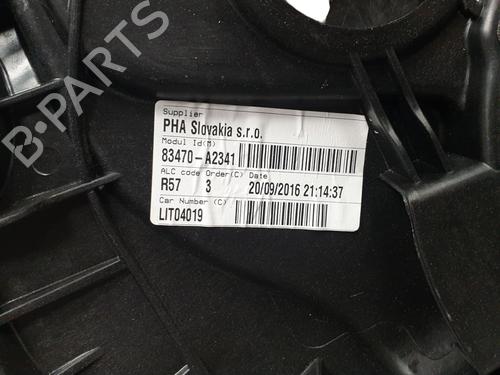 Supplier
PHA Slovakia s.r.o.
Modul Id(M)
83470-A2341
ALC code Order(C) Date
R57 3 20/09/2016 21:14:37
Car Number (C)
LIT04019
B-PARTS